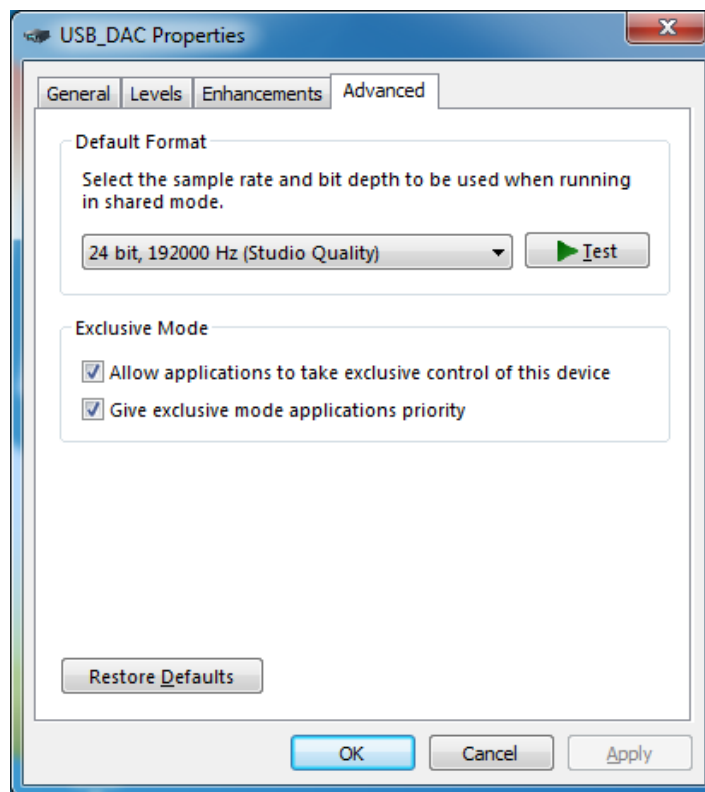 USB_DAC Properties
General Levels Enhancements Advanced
Default Format
Select the sample rate and bit depth to be used when running
in shared mode.
24 bit, 192000 Hz (Studio Quality) Test
Exclusive Mode
Allow applications to take exclusive control of this device
Give exclusive mode applications priority
Restore Defaults
OK Cancel Apply